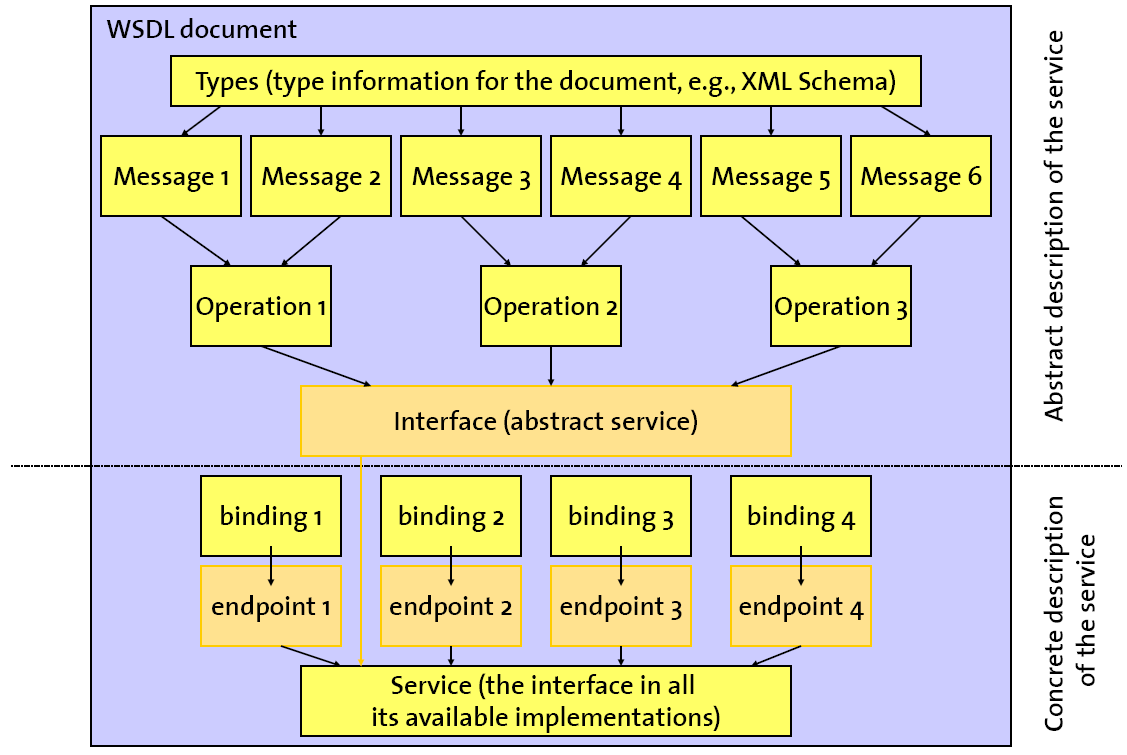 WSDL document
Types (type information for the document, e.g., XML Schema)
Message 1
Message 2
Message 3
Message 4
Message 5
Message 6
Operation 1
Operation 2
Operation 3
Interface (abstract service)
Abstract description of the service
binding 1
binding 2
binding 3
binding 4
endpoint 1
endpoint 2
endpoint 3
endpoint 4
Service (the interface in all
its available implementations)
Concrete description
of the service